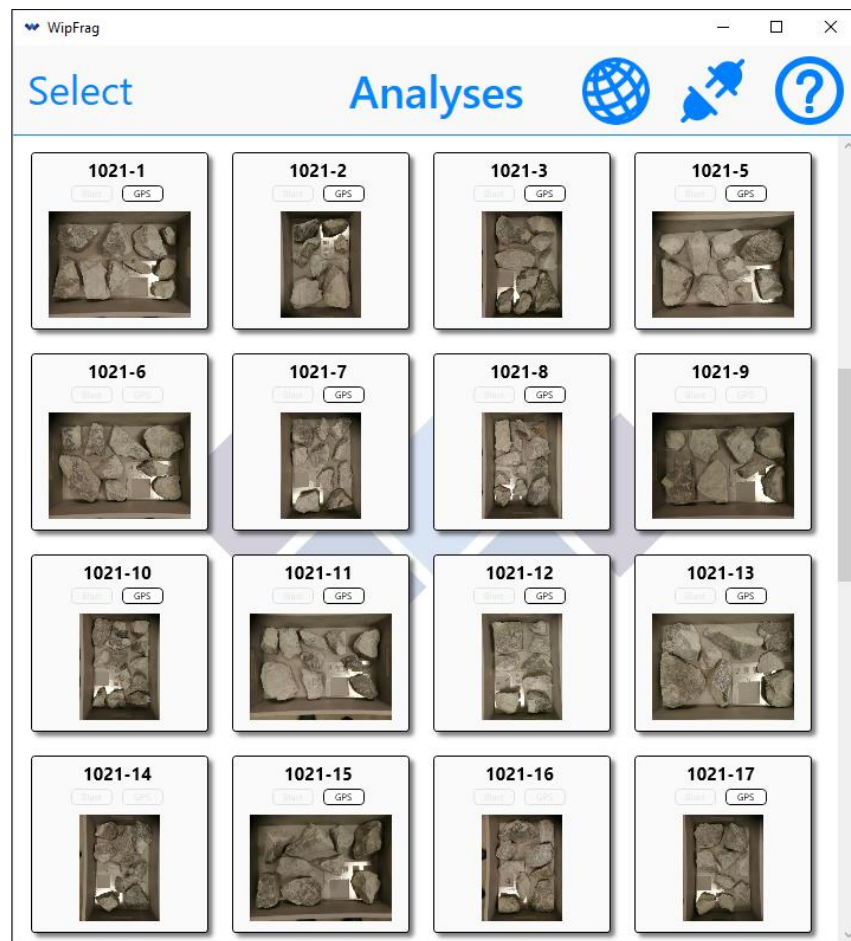 WipFrag
Select Analyses
1021-1 1021-2 1021-3 1021-5
Blast GPS Blast GPS Blast GPS Blast GPS
1021-6 1021-7 1021-8 1021-9
Blast GPS Blast GPS Blast GPS Blast GPS
1021-10 1021-11 1021-12 1021-13
Blast GPS Blast GPS Blast GPS Blast GPS
1021-14 1021-15 1021-16 1021-17
Blast GPS Blast GPS Blast GPS Blast GPS